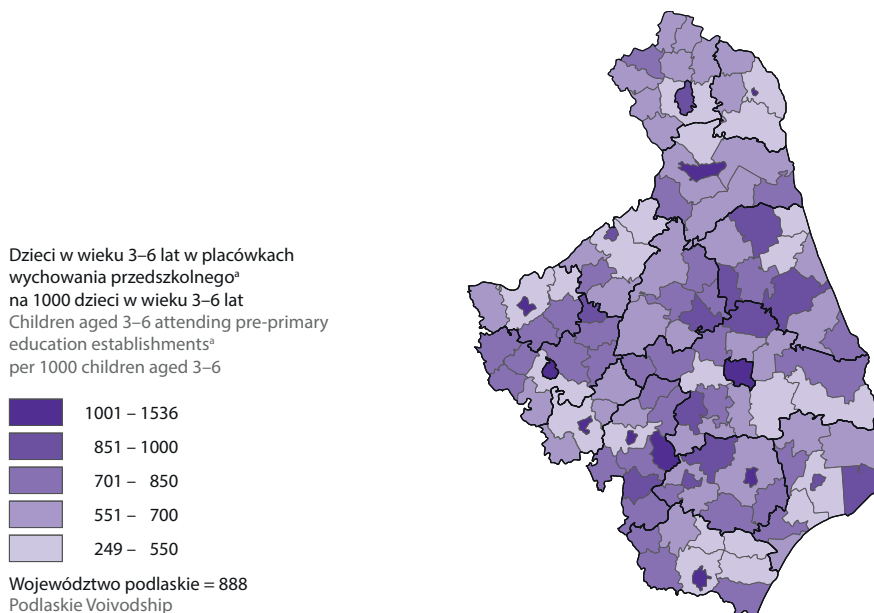 Dzieci w wieku 3–6 lat w placówkach
wychowania przedszkolnegoᵃ
na 1000 dzieci w wieku 3–6 lat
Children aged 3–6 attending pre-primary
education establishmentsᵃ
per 1000 children aged 3–6
1001 – 1536
851 – 1000
701 – 850
551 – 700
249 – 550
Województwo podlaskie = 888
Podlaskie Voivodship